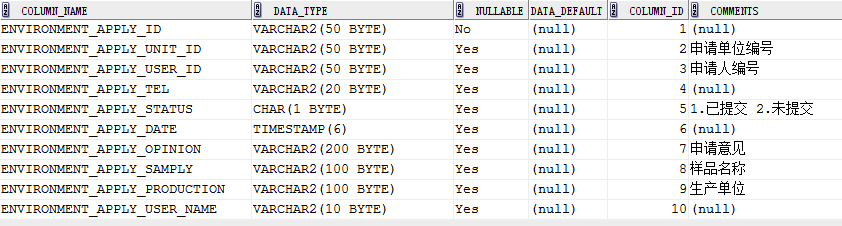 COLUMN_NAME DATA_TYPE NULLABLE DATA_DEFAULT COLUMN_ID COMMENTS
ENVIRONMENT_APPLY_ID VARCHAR2(50 BYTE) No (null) 1 (null)
ENVIRONMENT_APPLY_UNIT_ID VARCHAR2(50 BYTE) Yes (null) 2 申请单位编号
ENVIRONMENT_APPLY_USER_ID VARCHAR2(50 BYTE) Yes (null) 3 申请人编号
ENVIRONMENT_APPLY_TEL VARCHAR2(20 BYTE) Yes (null) 4 (null)
ENVIRONMENT_APPLY_STATUS CHAR(1 BYTE) Yes (null) 5 1.已提交 2.未提交
ENVIRONMENT_APPLY_DATE TIMESTAMP(6) Yes (null) 6 (null)
ENVIRONMENT_APPLY_OPINION VARCHAR2(200 BYTE) Yes (null) 7 申请意见
ENVIRONMENT_APPLY_SAMPLY VARCHAR2(100 BYTE) Yes (null) 8 样品名称
ENVIRONMENT_APPLY_PRODUCTION VARCHAR2(100 BYTE) Yes (null) 9 生产单位
ENVIRONMENT_APPLY_USER_NAME VARCHAR2(10 BYTE) Yes (null) 10 (null)